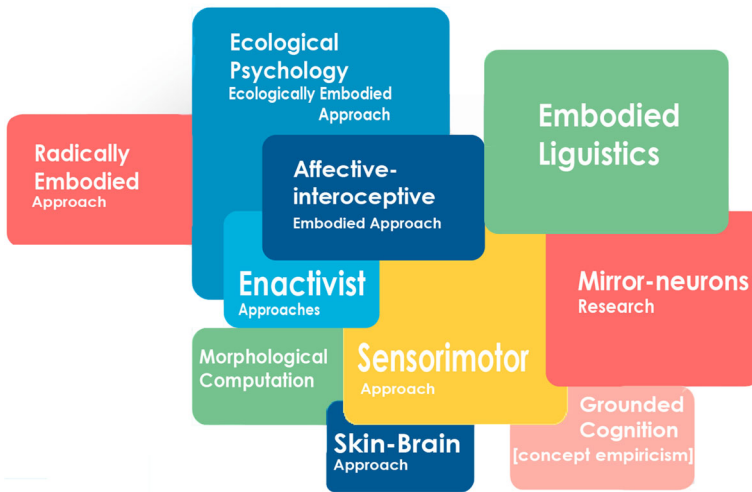 Ecological
Psychology
Ecologically Embodied
Approach
Embodied
Liguistics
Radically
Embodied
Approach
Affective-
interoceptive
Embodied Approach
Enactivist
Approaches
Mirror-neurons
Research
Morphological
Computation
Sensorimotor
Approach
Grounded
Cognition
[concept empiricism]
Skin-Brain
Approach